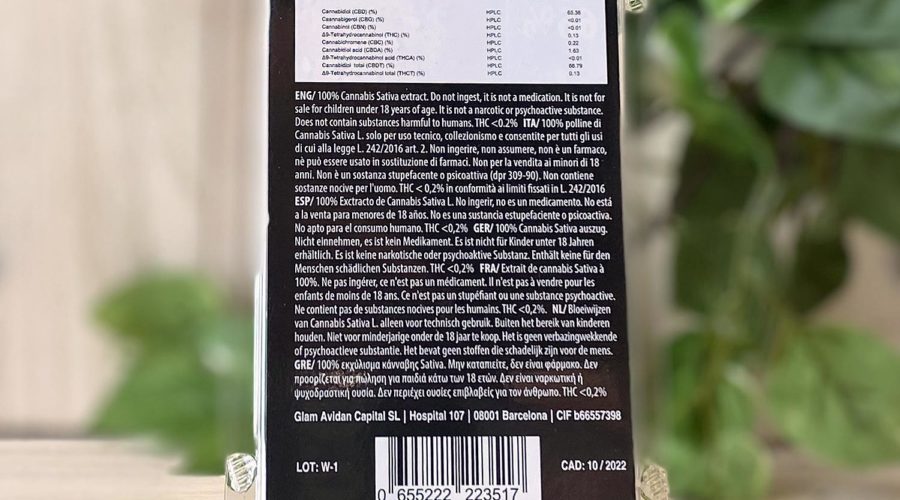 Cannabidiol (CBD) (%) HPLC 65.36
Cannabigerol (CBG) (%) HPLC <0.01
Cannabinol (CBN) (%) HPLC <0.01
Δ9-Tetrahydrocannabinol (THC) (%) HPLC 0.13
Cannabichromene (CBC) (%) HPLC 0.22
Cannabidiol acid (CBDA) (%) HPLC 1.63
Δ9-Tetrahydrocannabinol acid (THCA) (%) HPLC <0.01
Cannabidiol total (CBDT) (%) HPLC 66.79
Δ9-Tetrahydrocannabinol total (THCT) (%) HPLC 0.13
ENG/ 100% Cannabis Sativa extract. Do not ingest, it is not a medication. It is not for
sale for children under 18 years of age. It is not a narcotic or psychoactive substance.
Does not contain substances harmful to humans. THC <0.2% ITA/ 100% polline di
Cannabis Sativa L. solo per uso tecnico, collezionismo e consentite per tutti gli usi
di cui alla legge L. 242/2016 art. 2. Non ingerire, non assumere, non è un farmaco,
nè può essere usato in sostituzione di farmaci. Non per la vendita ai minori di 18
anni. Non è un sostanza stupefacente o psicoattiva (dpr 309-90). Non contiene
sostanze nocive per l'uomo. THC < 0,2% in conformità ai limiti fissati in L. 242/2016
ESP/ 100% Exctracto de Cannabis Sativa L. No ingerir, no es un medicamento. No está
a la venta para menores de 18 años. No es una sustancia estupefaciente o psicoactiva.
No apto para el consumo humano. THC <0,2% GER/ 100% Cannabis Sativa auszug.
Nicht einnehmen, es ist kein Medikament. Es ist nicht für Kinder unter 18 Jahren
erhältlich. Es ist keine narkotische oder psychoaktive Substanz. Enthält keine für den
Menschen schädlichen Substanzen. THC <0,2% FRA/ Extrait de cannabis Sativa à
100%. Ne pas ingérer, ce n'est pas un médicament. Il n'est pas à vendre pour les
enfants de moins de 18 ans. Ce n'est pas un stupéfiant ou une substance psychoactive.
Ne contient pas de substances nocives pour les humains. THC <0,2%. NL/ Bloeiwijzen
van Cannabis Sativa L. alleen voor technisch gebruik. Buiten het bereik van kinderen
houden. Niet voor minderjarige onder de 18 jaar te koop. Het is geen verbazingwekkende
of psychoactieve substantie. Het bevat geen stoffen die schadelijk zijn voor de mens.
GRE/ 100% εκχύλισμα κάνναβης Sativa. Μην καταπιείτε, δεν είναι φάρμακο. Δεν
προορίζεται για πώληση για παιδιά κάτω των 18 ετών. Δεν είναι ναρκωτική ή
ψυχοδραστική ουσία. Δεν περιέχει ουσίες επιβλαβείς για τον άνθρωπο. THC <0,2%
Glam Avidan Capital SL | Hospital 107 | 08001 Barcelona | CIF b66557398
LOT: W-1 CAD: 10 / 2022
0 655222 223517